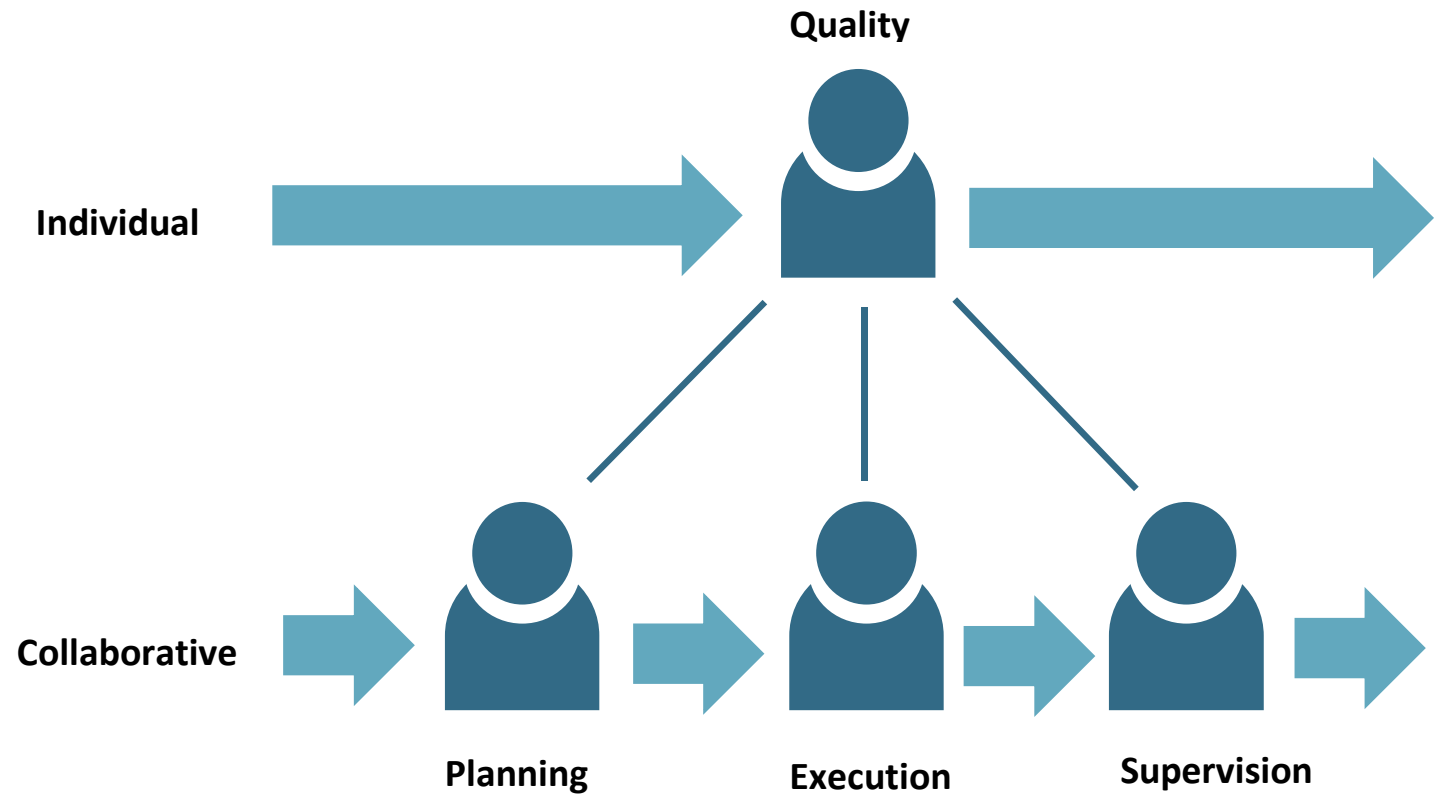 Quality
Individual
Collaborative
Planning
Execution
Supervision